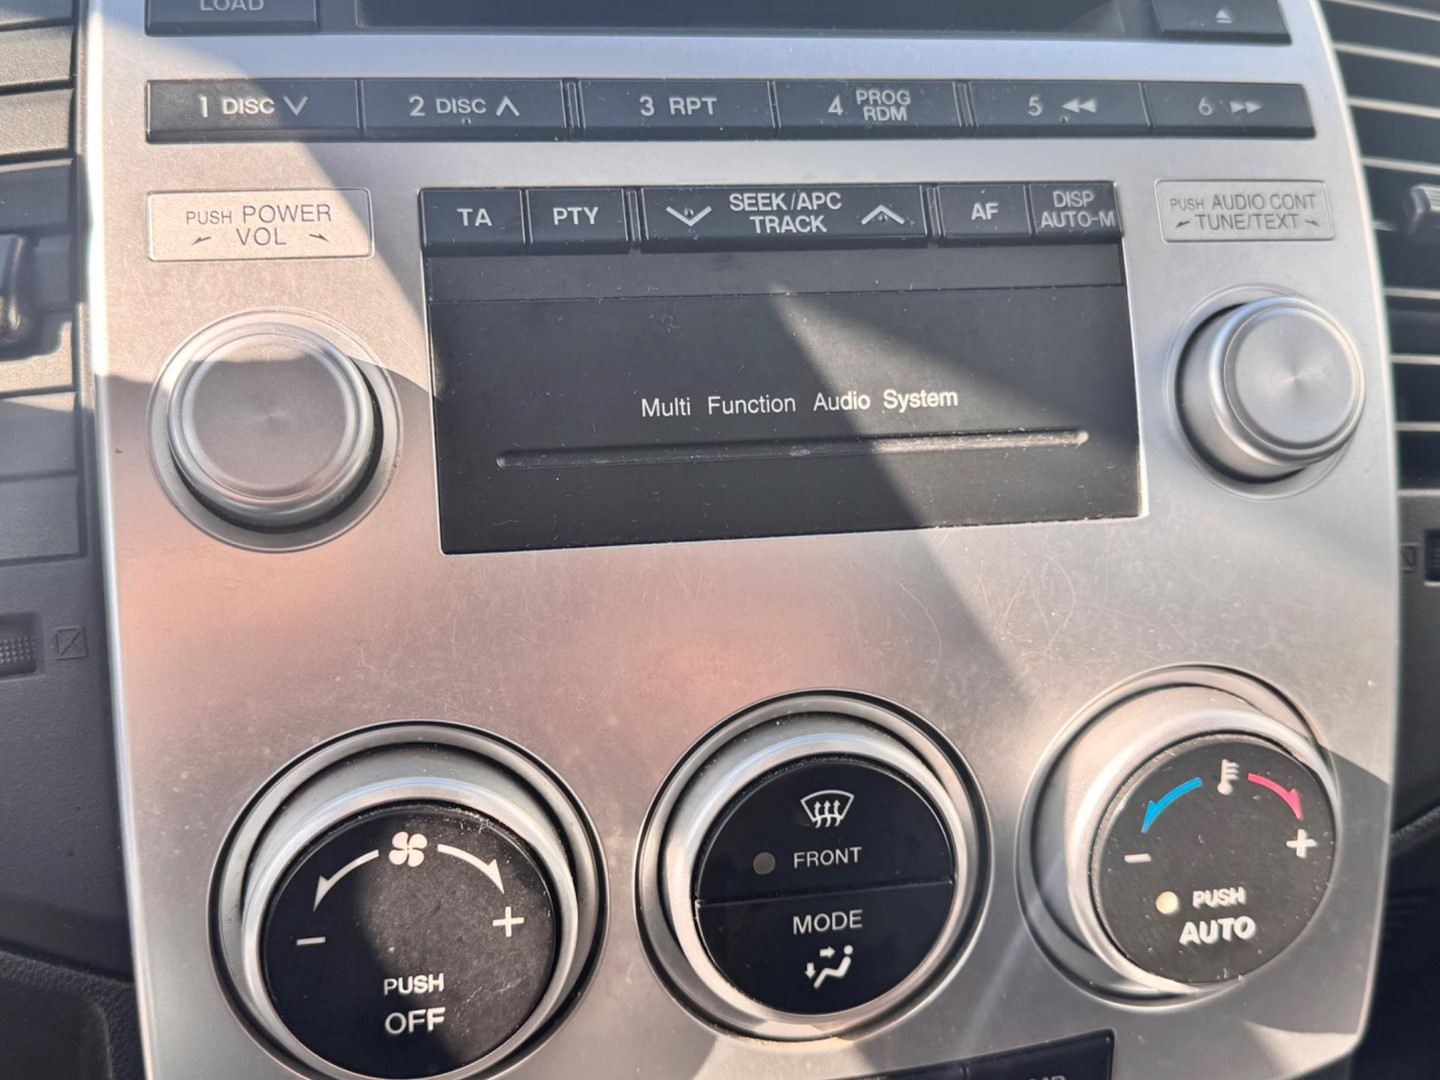 LOAD
1 DISC
2 DISC
3 RPT
4 PROG RDM
5
6
PUSH POWER
VOL
TA
PTY
SEEK/APC
TRACK
AF
DISP
AUTO-M
PUSH AUDIO CONT
TUNE/TEXT
Multi Function Audio System
FRONT
MODE
- +
PUSH
OFF
- +
PUSH
AUTO